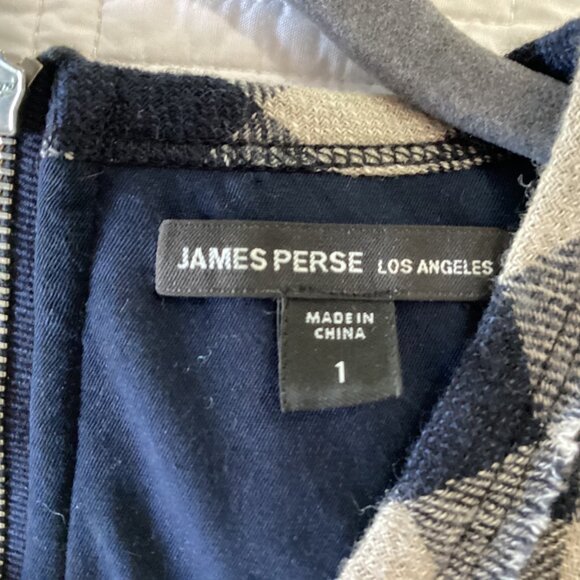 JAMES PERSE LOS ANGELES
MADE IN
CHINA
1